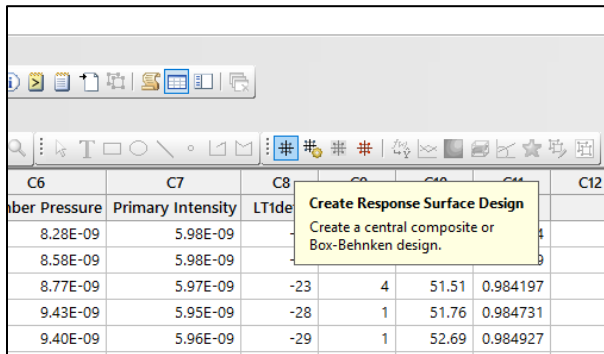 C6 C7 C8 C12
Pressure Primary Intensity
Create Response Surface Design
Create a central composite or
Box-Behnken design.
8.28E-09 5.98E-09
8.58E-09 5.98E-09
8.77E-09 5.97E-09 -23 4 51.51 0.984197
9.43E-09 5.95E-09 -28 1 51.76 0.984731
9.40E-09 5.96E-09 -29 1 52.69 0.984927